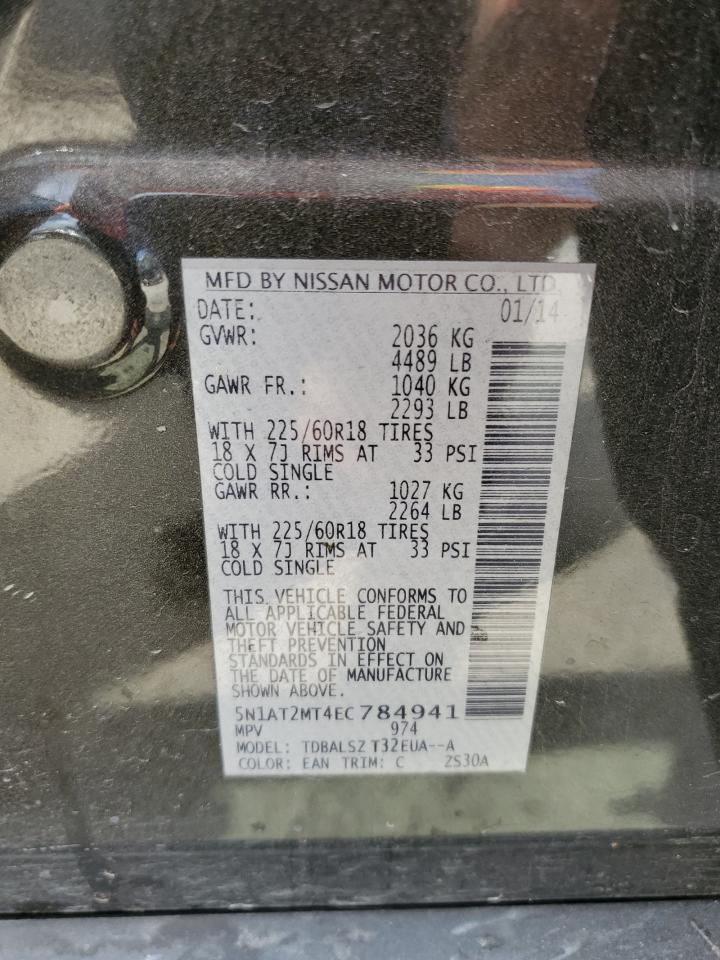 MFD BY NISSAN MOTOR CO., LTD.
DATE: 01/14
GVWR: 2036 KG
4489 LB
GAWR FR.: 1040 KG
2293 LB
WITH 225/60R18 TIRES
18 X 7J RIMS AT 33 PSI
COLD SINGLE
GAWR RR.: 1027 KG
2264 LB
WITH 225/60R18 TIRES
18 X 7J RIMS AT 33 PSI
COLD SINGLE
THIS VEHICLE CONFORMS TO
ALL APPLICABLE FEDERAL
MOTOR VEHICLE SAFETY AND
THEFT PREVENTION
STANDARDS IN EFFECT ON
THE DATE OF MANUFACTURE
SHOWN ABOVE.
5N1AT2MT4EC784941
MPV 974
MODEL: TDBALSZ T32EUA--A
COLOR: EAN TRIM: C ZS30A